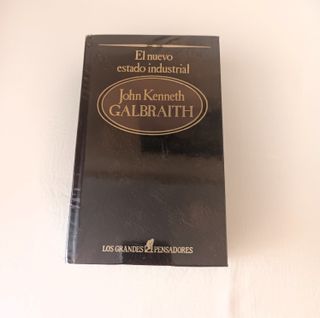 El nuevo
estado industrial
John Kenneth
GALBRAITH
LOS GRANDES PENSADORES